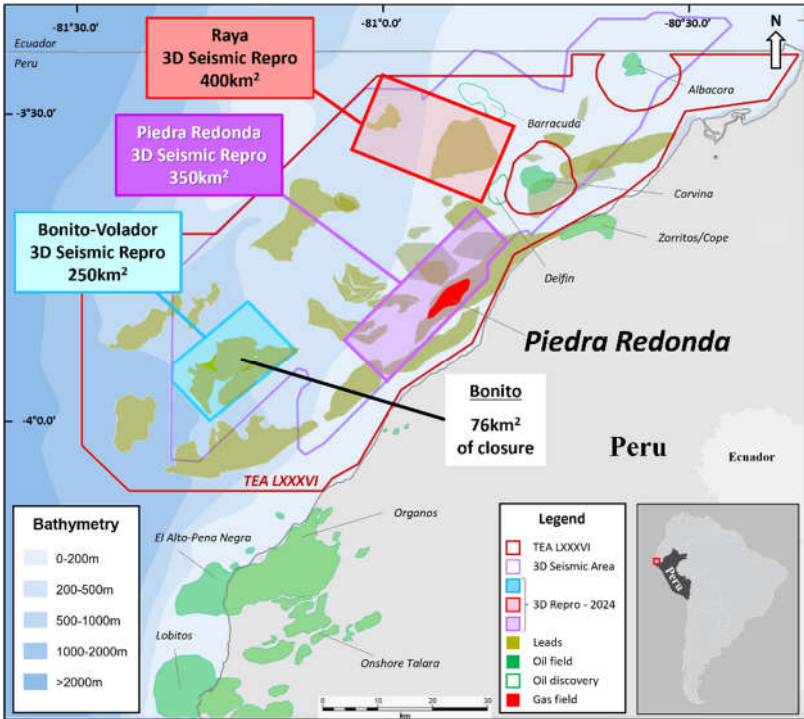 -81°30.0'
-81°0.0'
-80°30.0'
Ecuador
Peru
N
Raya
3D Seismic Repro
400km²
Albacora
-3°30.0'
Barracuda
Piedra Redonda
3D Seismic Repro
350km²
Corvina
Bonito-Volador
3D Seismic Repro
250km²
Zorritos/Cope
Delfin
Piedra Redonda
Bonito
76km²
of closure
-4°0.0'
Peru
Ecuador
TEA LXXXVI
Bathymetry
0-200m
200-500m
500-1000m
1000-2000m
>2000m
El Alto-Pena Negra
Organos
Lobitos
Onshore Talara
0
10
20
30
km
Legend
TEA LXXXVI
3D Seismic Area
3D Repro - 2024
Leads
Oil field
Oil discovery
Gas field
Peru